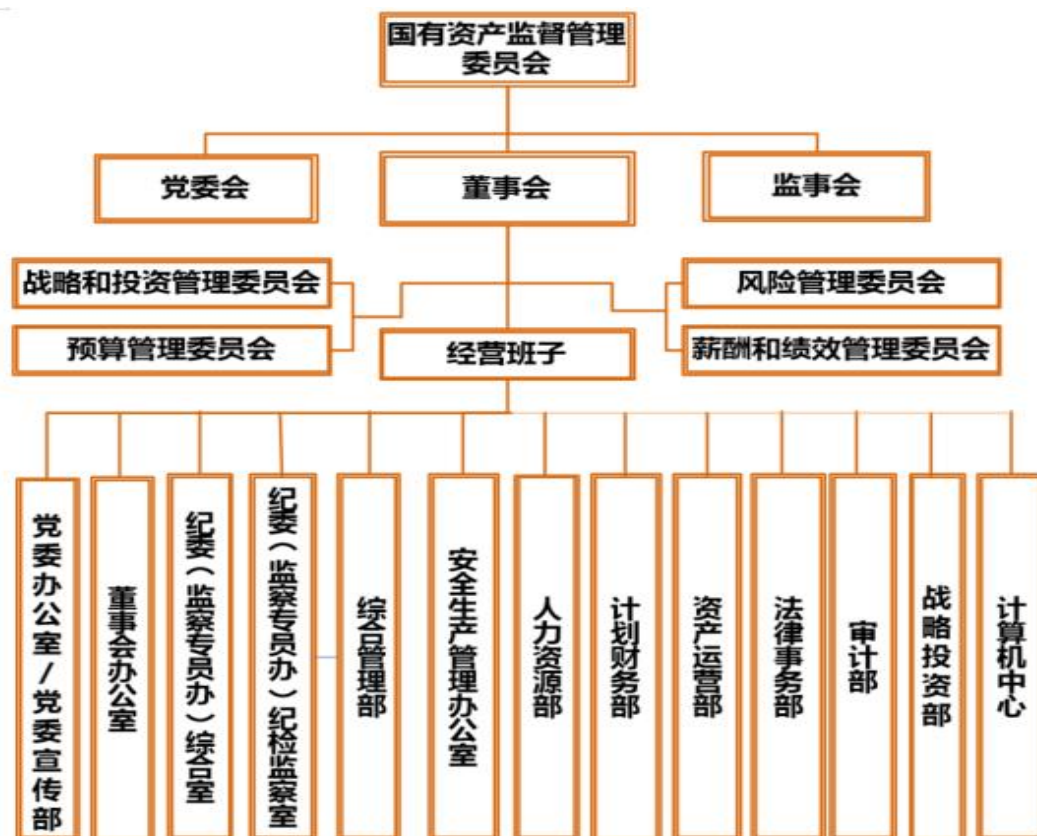 国有资产监督管理
委员会
党委会
董事会
监事会
战略和投资管理委员会
风险管理委员会
预算管理委员会
经营班子
薪酬和绩效管理委员会
党委办公室/党委宣传部
董事会办公室
纪委（监察专员办）综合室
纪委（监察专员办）纪检监察室
综合管理部
安全生产管理办公室
人力资源部
计划财务部
资产运营部
法律事务部
审计部
战略投资部
计算机中心